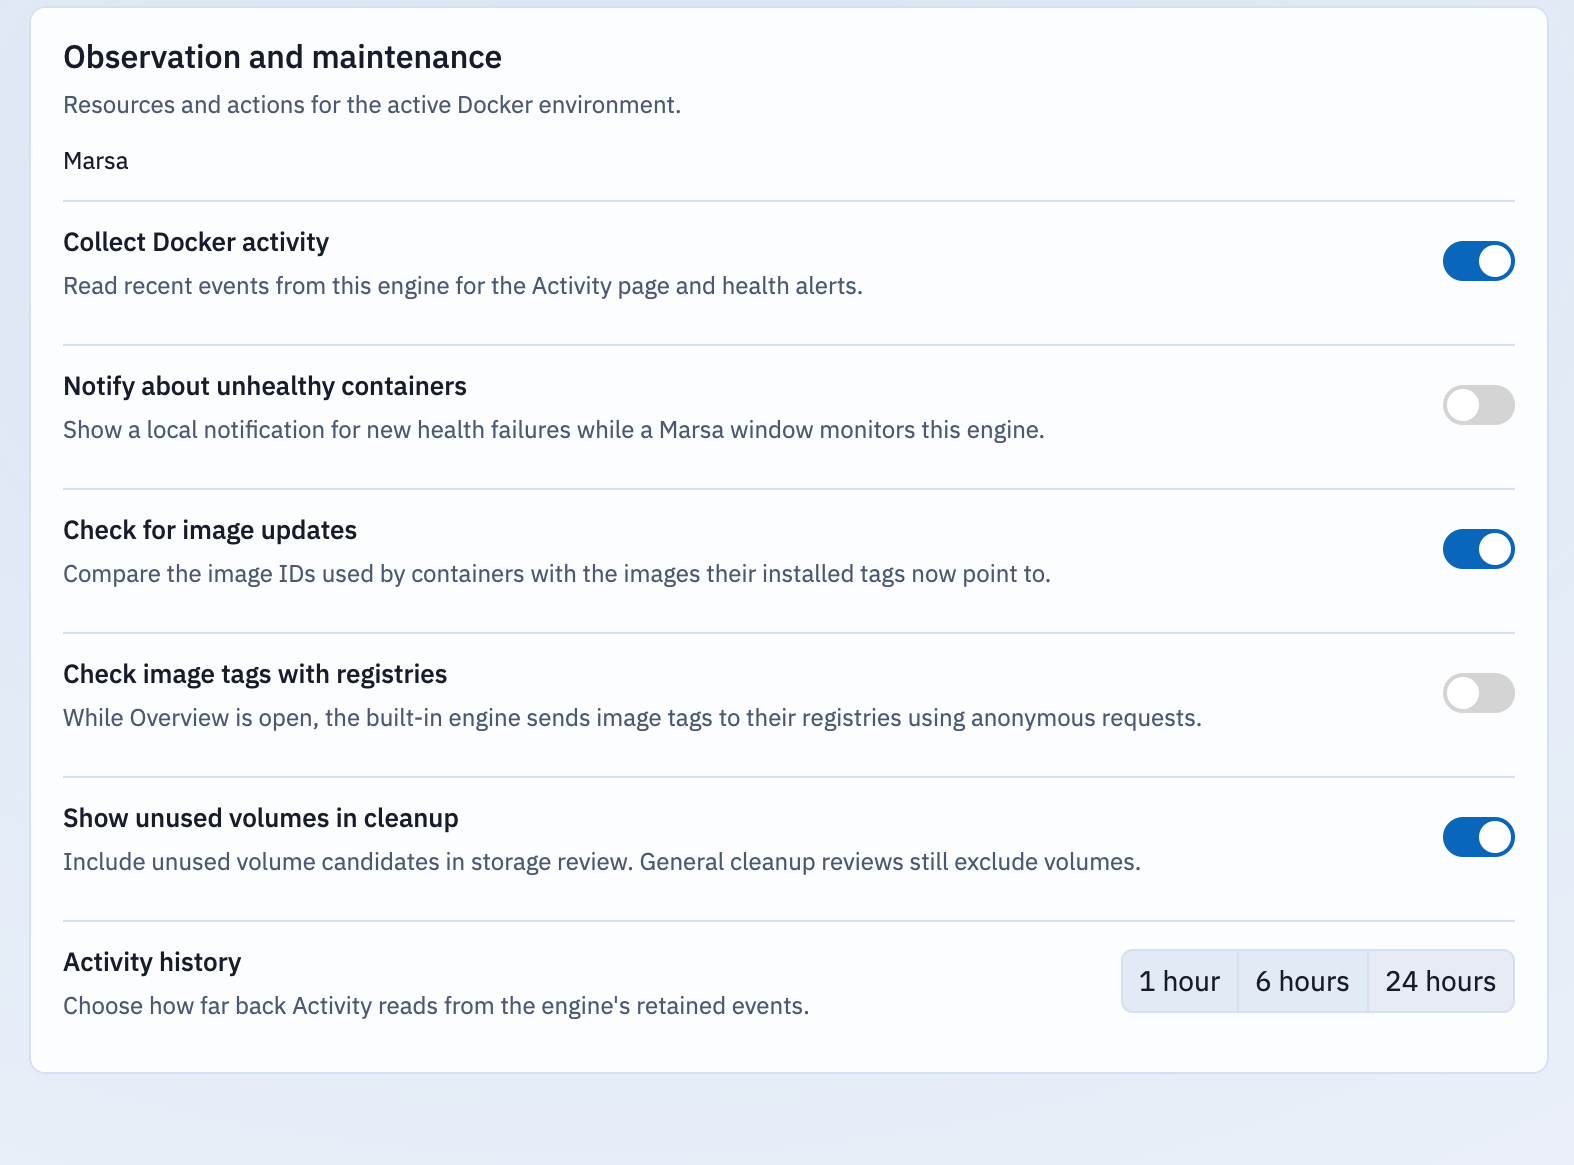 Observation and maintenance
Resources and actions for the active Docker environment.
Marsa
Collect Docker activity
Read recent events from this engine for the Activity page and health alerts.
Notify about unhealthy containers
Show a local notification for new health failures while a Marsa window monitors this engine.
Check for image updates
Compare the image IDs used by containers with the images their installed tags now point to.
Check image tags with registries
While Overview is open, the built-in engine sends image tags to their registries using anonymous requests.
Show unused volumes in cleanup
Include unused volume candidates in storage review. General cleanup reviews still exclude volumes.
Activity history
Choose how far back Activity reads from the engine's retained events.
1 hour 6 hours 24 hours